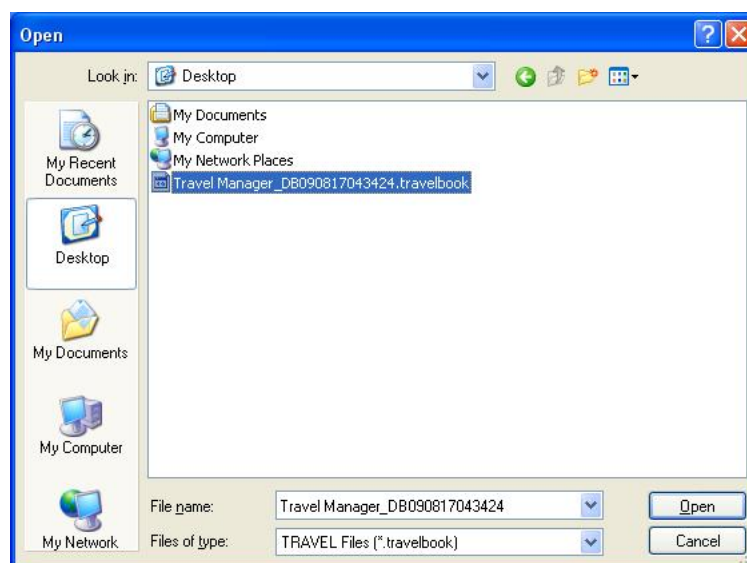 Open
Look in: Desktop
My Documents
My Computer
My Network Places
Travel Manager_DB090817043424.travelbook
My Recent
Documents
Desktop
My Documents
My Computer
My Network
File name: Travel Manager_DB090817043424 Open
Files of type: TRAVEL Files (*.travelbook) Cancel